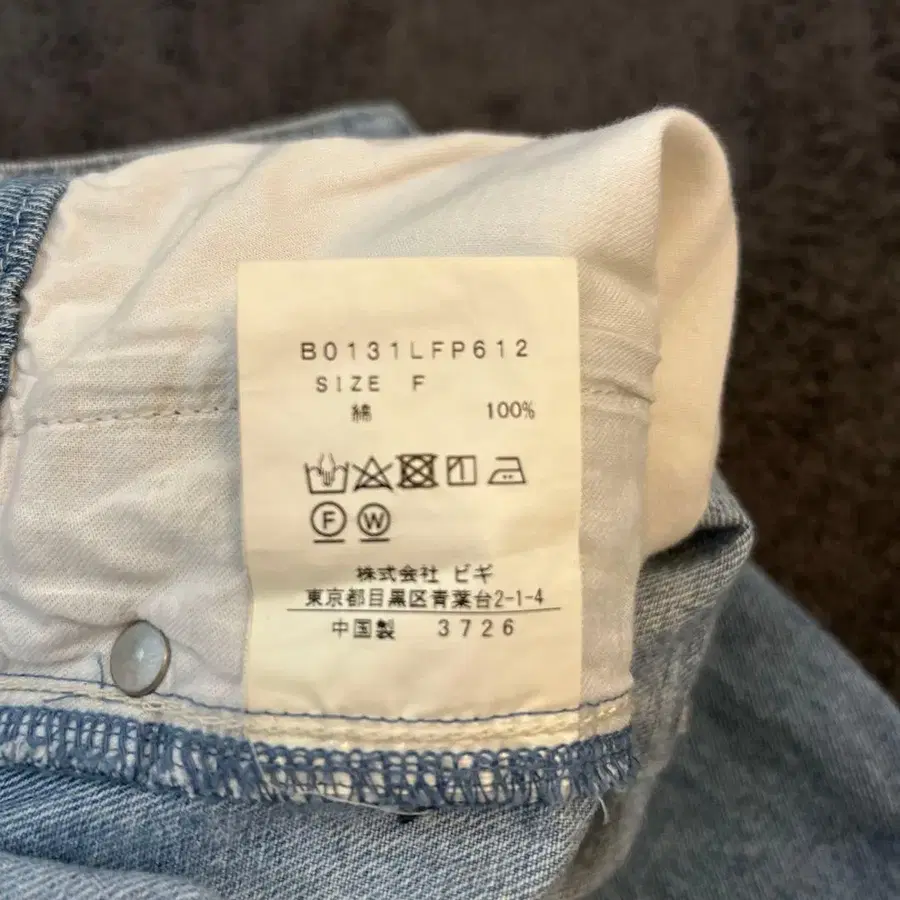 B0131LFP612
SIZE F
綿 100%
F W
株式会社 ビギ
東京都目黒区青葉台2-1-4
中国製 3726